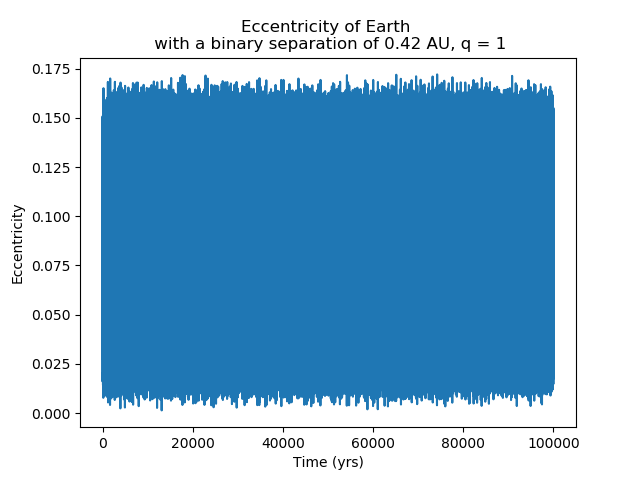 Eccentricity of Earth
with a binary separation of 0.42 AU, q = 1
0.175
0.150
0.125
0.100
0.075
0.050
0.025
0.000
Eccentricity
0 20000 40000 60000 80000 100000
Time (yrs)